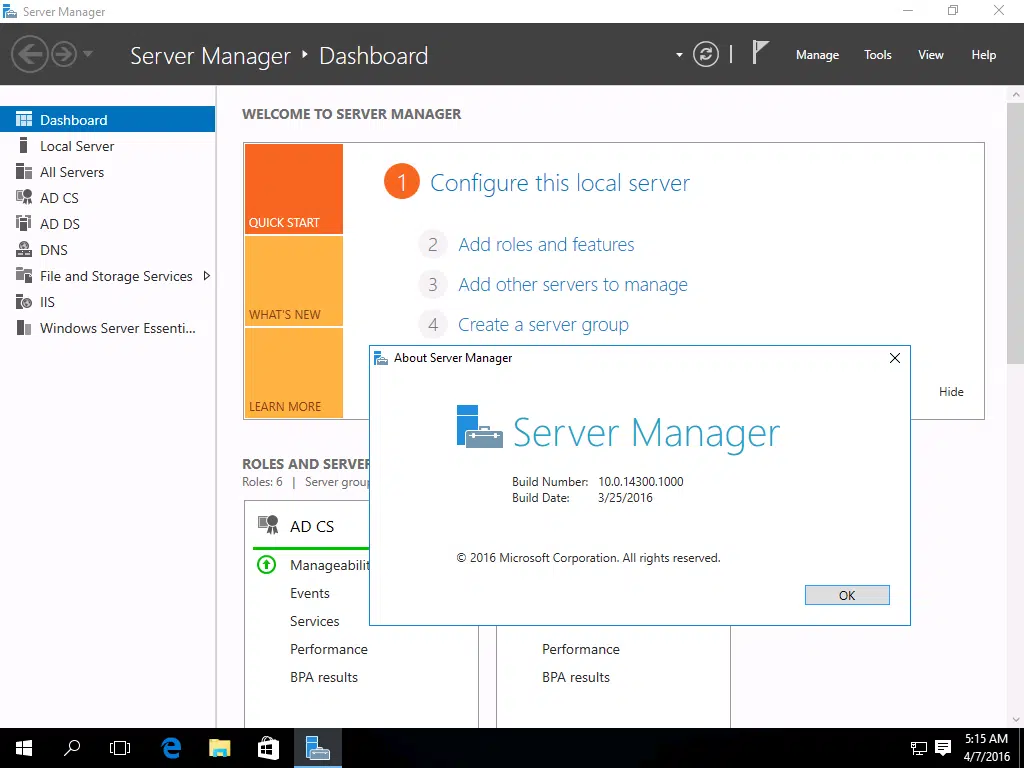 Server Manager
Server Manager ‣ Dashboard
Manage Tools View Help
Dashboard
Local Server
All Servers
AD CS
AD DS
DNS
File and Storage Services
IIS
Windows Server Essenti...
WELCOME TO SERVER MANAGER
QUICK START
WHAT'S NEW
LEARN MORE
1 Configure this local server
2 Add roles and features
3 Add other servers to manage
4 Create a server group
Hide
About Server Manager
Server Manager
Build Number: 10.0.14300.1000
Build Date: 3/25/2016
© 2016 Microsoft Corporation. All rights reserved.
OK
ROLES AND SERVER
Roles: 6 | Server group
AD CS
Manageabilit
Events
Services
Performance
BPA results
Performance
BPA results
5:15 AM
4/7/2016